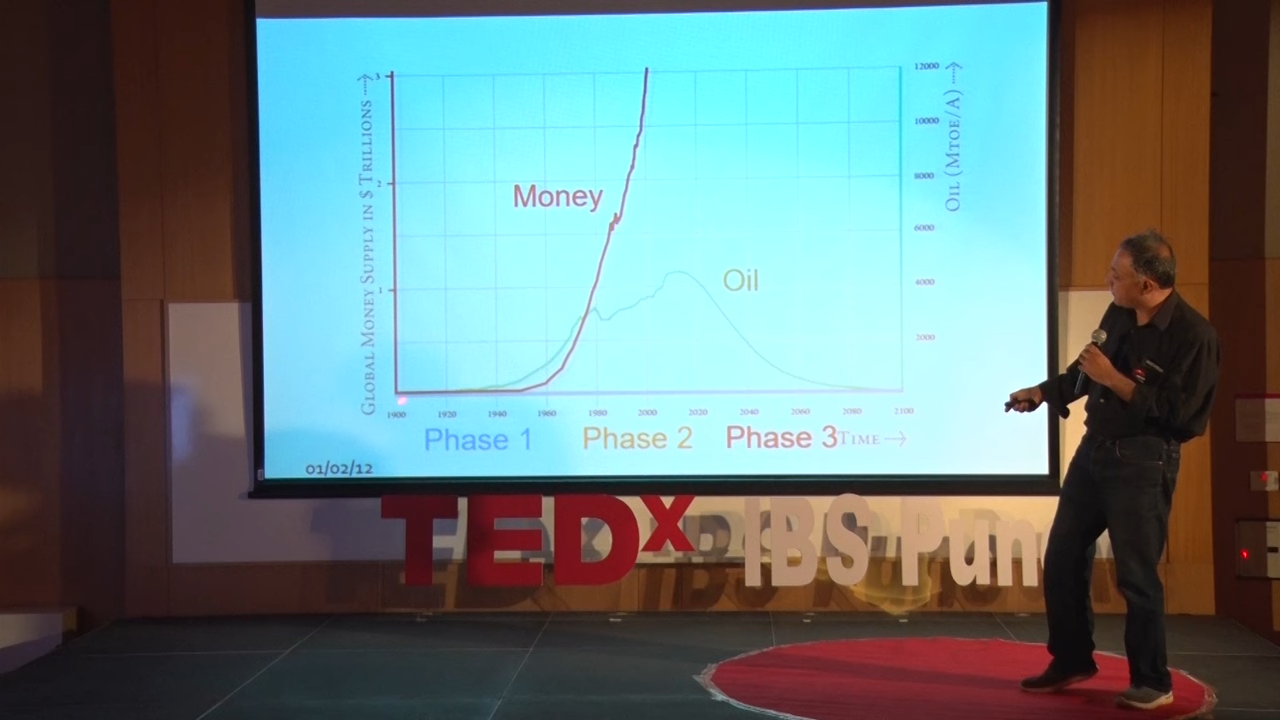 GLOBAL MONEY SUPPLY IN $ TRILLIONS
3
2
1
Money
Oil
12000
10000
8000
6000
4000
2000
OIL (MTOE/A)
1900 1920 1940 1960 1980 2000 2020 2040 2060 2080 2100
Phase 1 Phase 2 Phase 3 TIME
01/02/12
TEDx IBS Pun